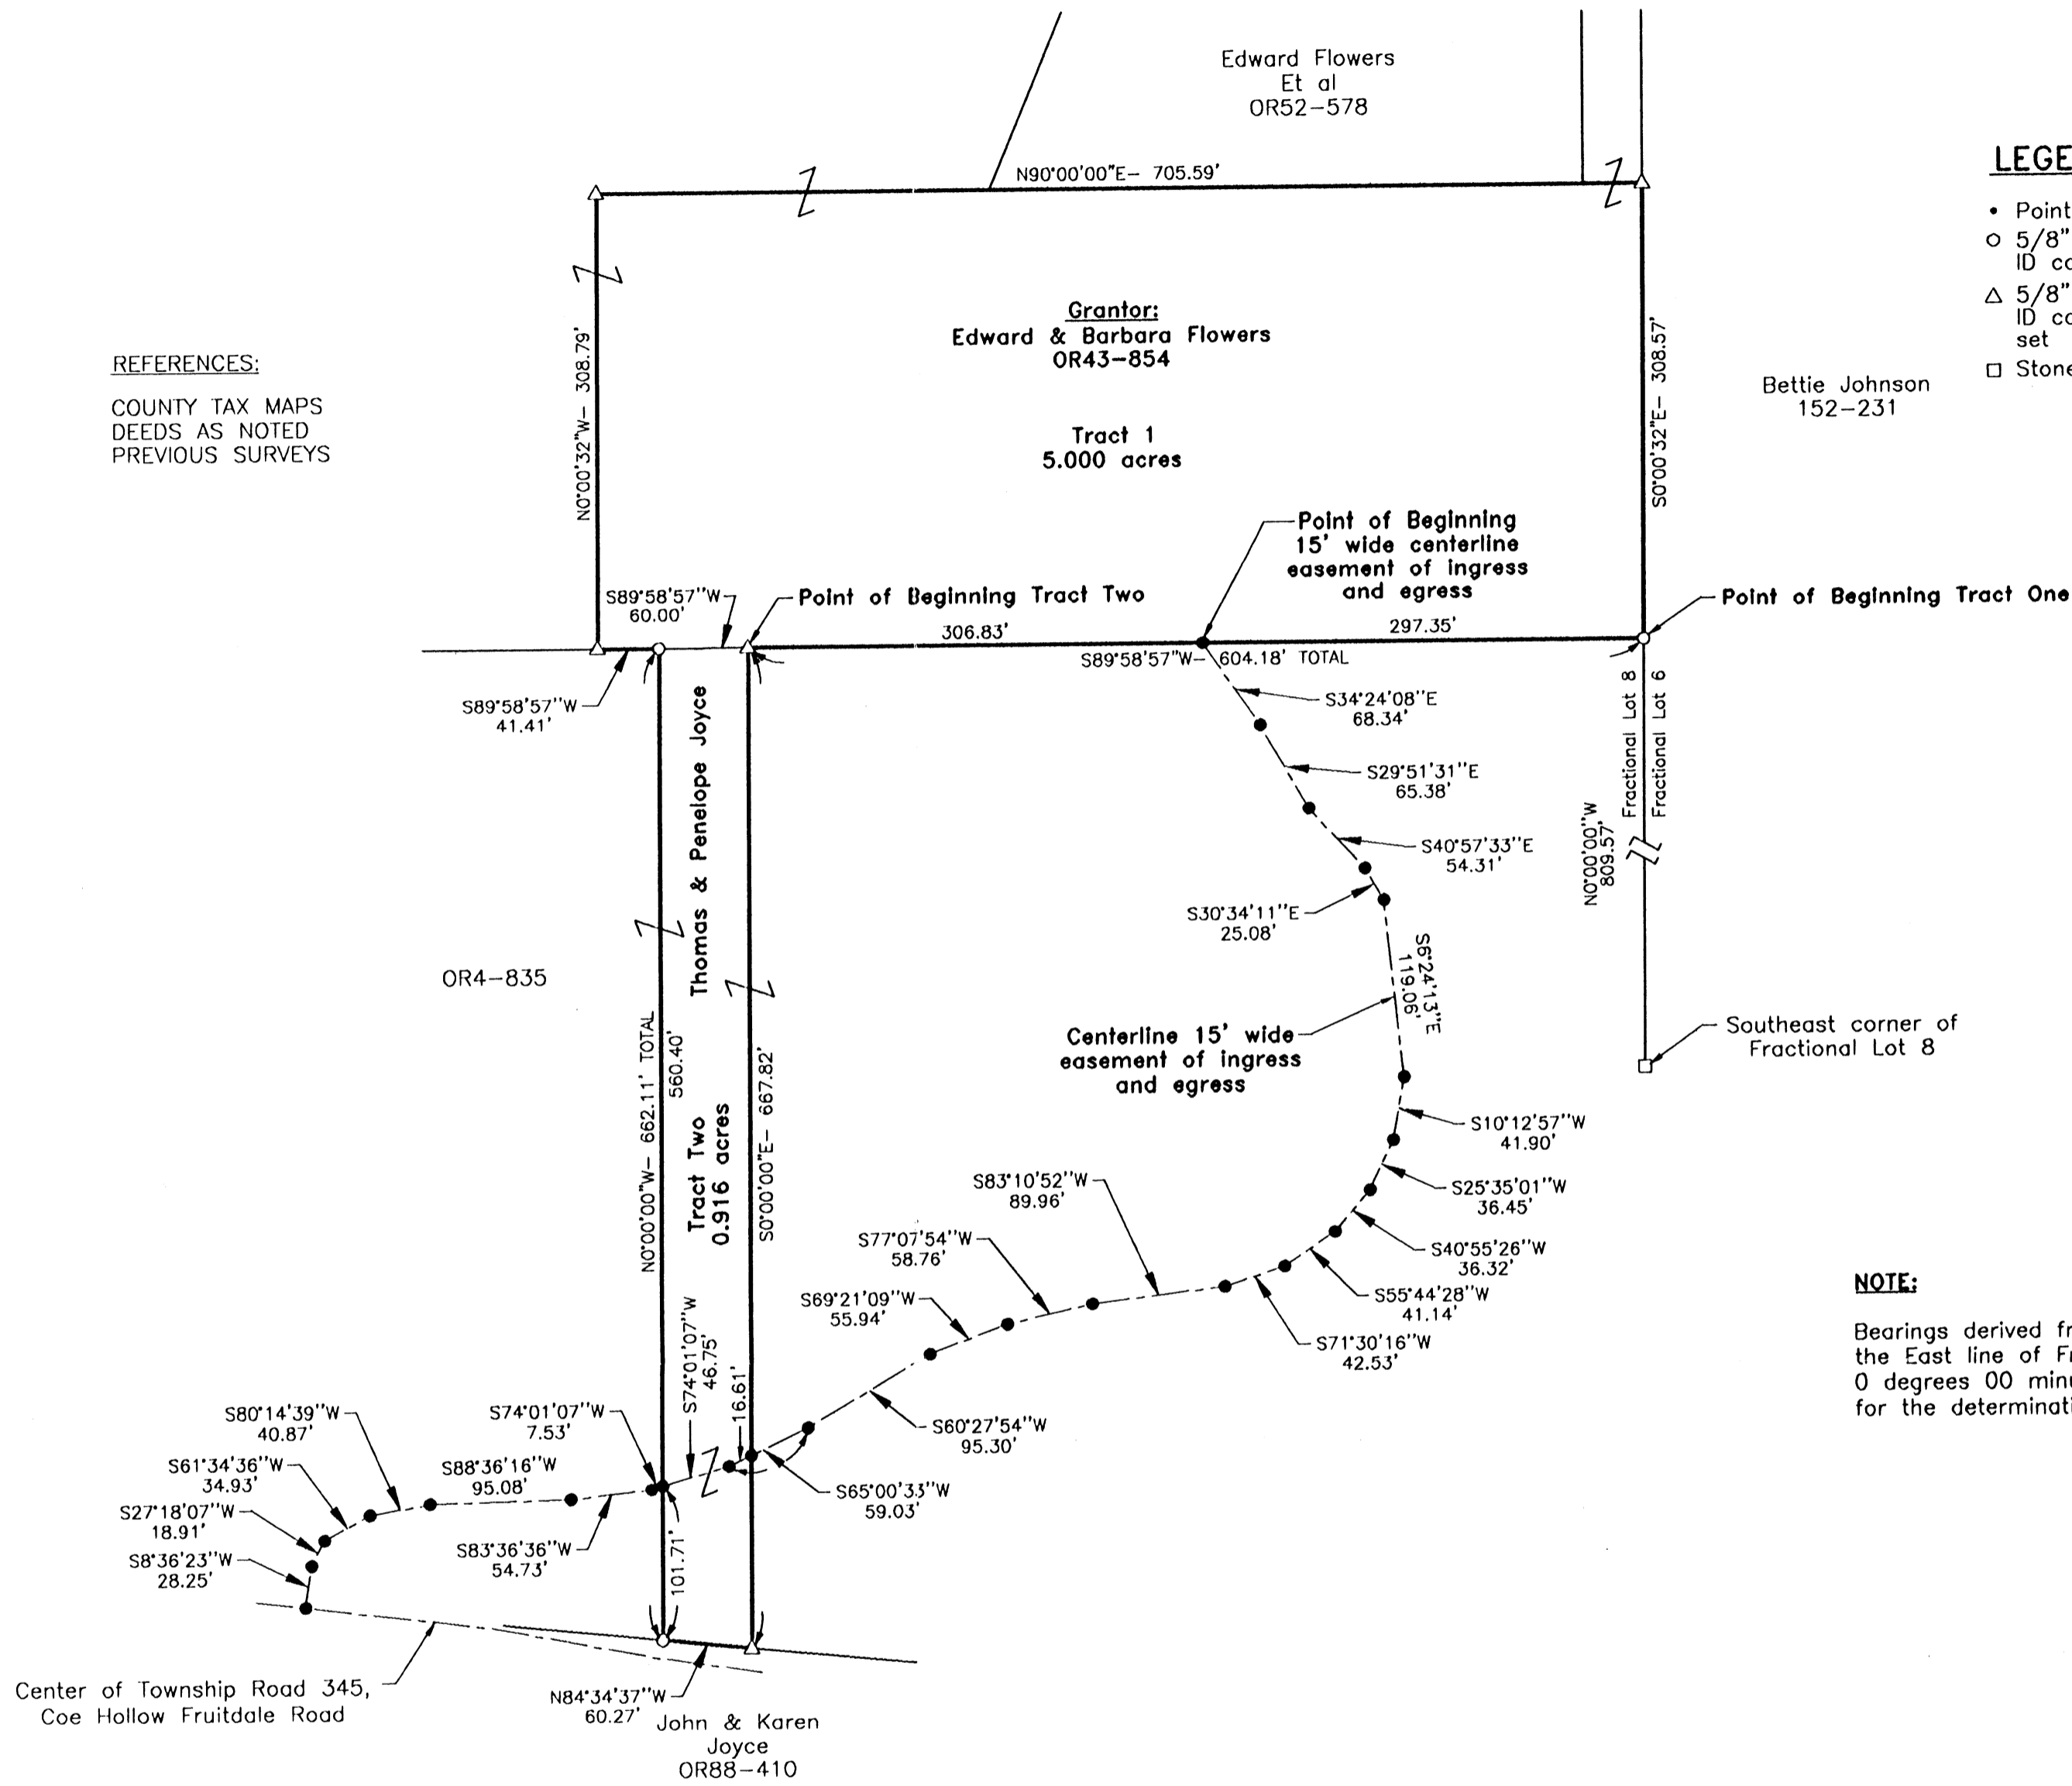 Edward Flowers
Et al
OR52-578
N90°00'00"E- 705.59'
LEGE
• Point
5/8"
ID ca
5/8"
ID ca
set
Stone
Grantor:
Edward & Barbara Flowers
OR43-854
Tract 1
5.000 acres
N0°00'32"W- 308.79'
S0°00'32"E- 308.57'
REFERENCES:
COUNTY TAX MAPS
DEEDS AS NOTED
PREVIOUS SURVEYS
Bettie Johnson
152-231
Point of Beginning
15' wide centerline
easement of ingress
and egress
S89°58'57"W
60.00'
Point of Beginning Tract Two
306.83'
297.35'
Point of Beginning Tract One
S89°58'57"W- 604.18' TOTAL
S89°58'57"W
41.41'
Thomas & Penelope Joyce
S34°24'08"E
68.34'
S29°51'31"E
65.38'
S40°57'33"E
54.31'
S30°34'11"E
25.08'
S6°24'13"E
119.06'
Fractional Lot 8
Fractional Lot 6
N0°00'00"W
809.57'
OR4-835
Centerline 15' wide
easement of ingress
and egress
Southeast corner of
Fractional Lot 8
N0°00'00"W- 662.11' TOTAL
560.40'
Tract Two
0.916 acres
S0°00'00"E- 667.82'
S10°12'57"W
41.90'
S25°35'01"W
36.45'
S40°55'26"W
36.32'
S55°44'28"W
41.14'
S71°30'16"W
42.53'
S83°10'52"W
89.96'
S77°07'54"W
58.76'
S69°21'09"W
55.94'
S60°27'54"W
95.30'
S65°00'33"W
59.03'
16.61'
S74°01'07"W
46.75'
S74°01'07"W
7.53'
S83°36'36"W
54.73'
S88°36'16"W
95.08'
S80°14'39"W
40.87'
S61°34'36"W
34.93'
S27°18'07"W
18.91'
S8°36'23"W
28.25'
101.71'
NOTE:
Bearings derived fr
the East line of Fr
0 degrees 00 minu
for the determinati
Center of Township Road 345,
Coe Hollow Fruitdale Road
N84°34'37"W
60.27'
John & Karen
Joyce
OR88-410